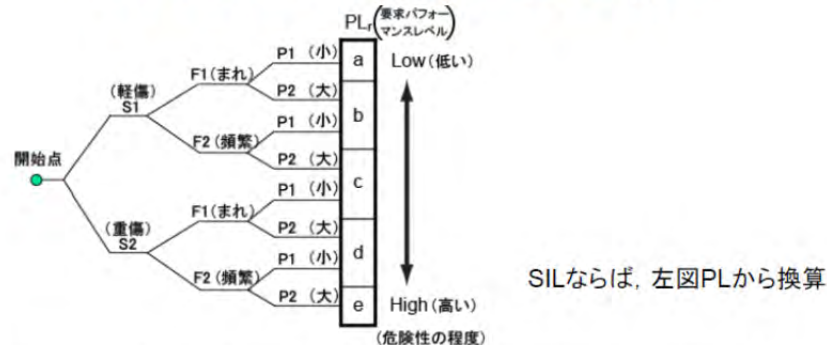 PLr(要求パフォーマンスレベル)
P1 (小)
a
Low(低い)
F1(まれ)
P2 (大)
(軽傷)
S1
b
P1 (小)
F2(頻繁)
P2 (大)
開始点
c
P1 (小)
F1(まれ)
(重傷)
S2
P2 (大)
d
P1 (小)
F2(頻繁)
SILならば,左図PLから換算
P2 (大)
e
High(高い)
(危険性の程度)